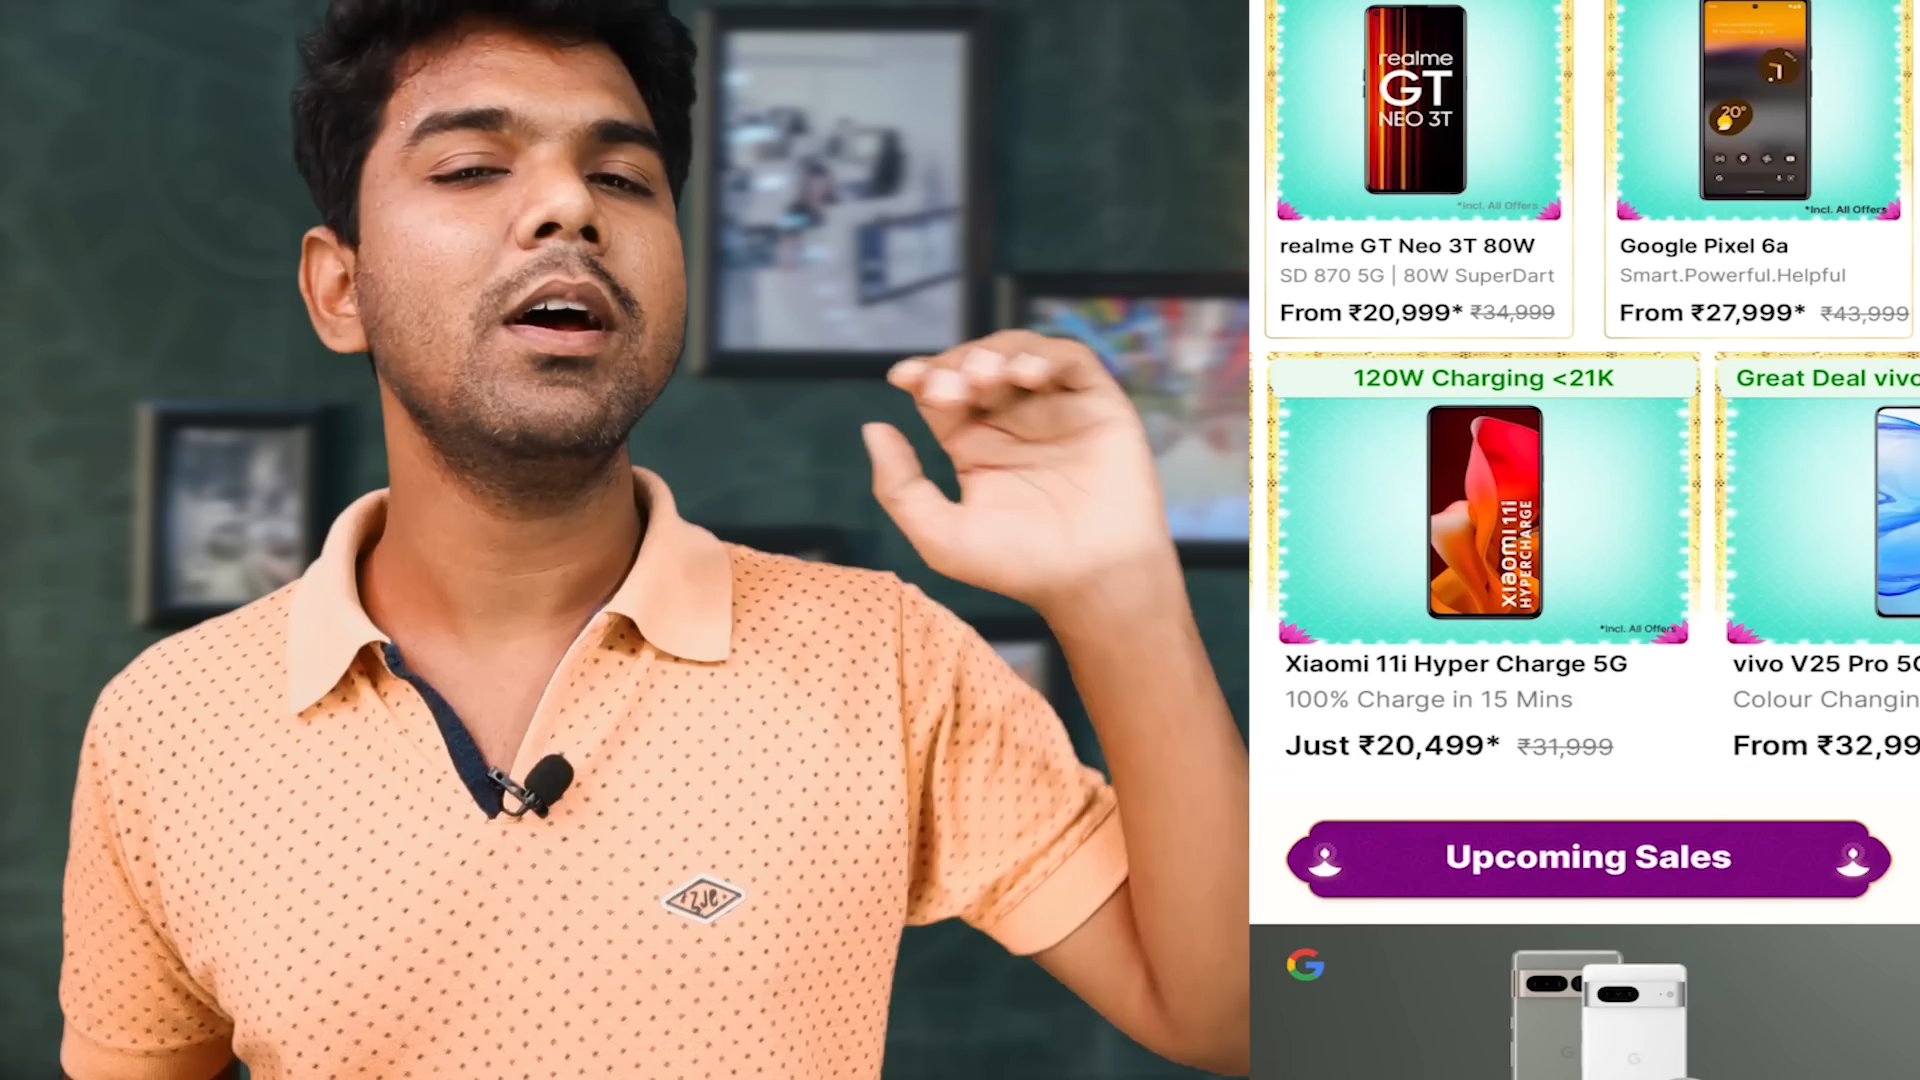 realme
GT
NEO 3T
*Incl. All Offers
realme GT Neo 3T 80W
SD 870 5G | 80W SuperDart
From ₹20,999* ₹34,999
20°
*Incl. All Offers
Google Pixel 6a
Smart.Powerful.Helpful
From ₹27,999* ₹43,999
120W Charging <21K
Xiaomi 11i
HYPERCHARGE
*Incl. All Offers
Xiaomi 11i Hyper Charge 5G
100% Charge in 15 Mins
Just ₹20,499* ₹31,999
Great Deal vivo
vivo V25 Pro 5G
Colour Changin
From ₹32,99
Upcoming Sales
G
G
G